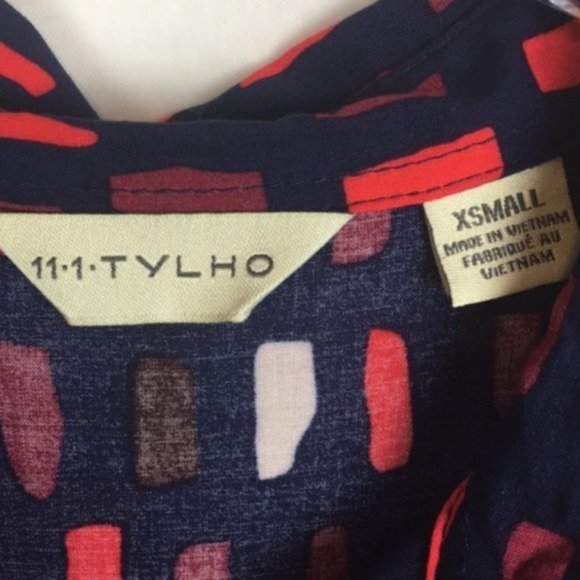 11·1·TYLHO
XSMALL
MADE IN VIETNAM
FABRIQUÉ AU
VIETNAM